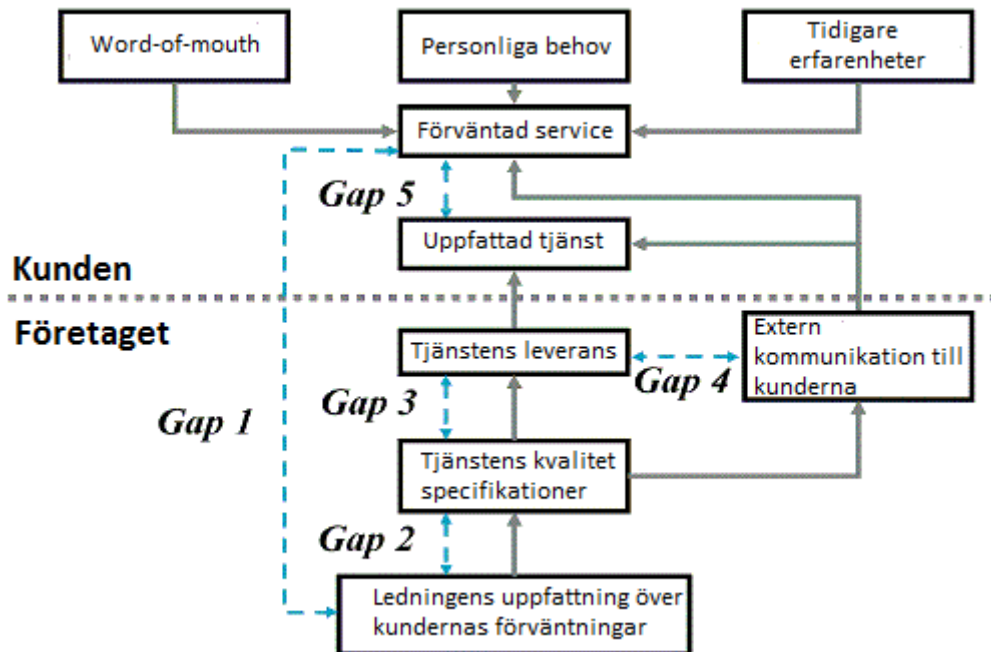 Word-of-mouth
Personliga behov
Tidigare
erfarenheter
Förväntad service
Gap 5
Uppfattad tjänst
Kunden
Företaget
Tjänstens leverans
Extern
kommunikation till
kunderna
Gap 4
Gap 3
Gap 1
Tjänstens kvalitet
specifikationer
Gap 2
Ledningens uppfattning över
kundernas förväntningar